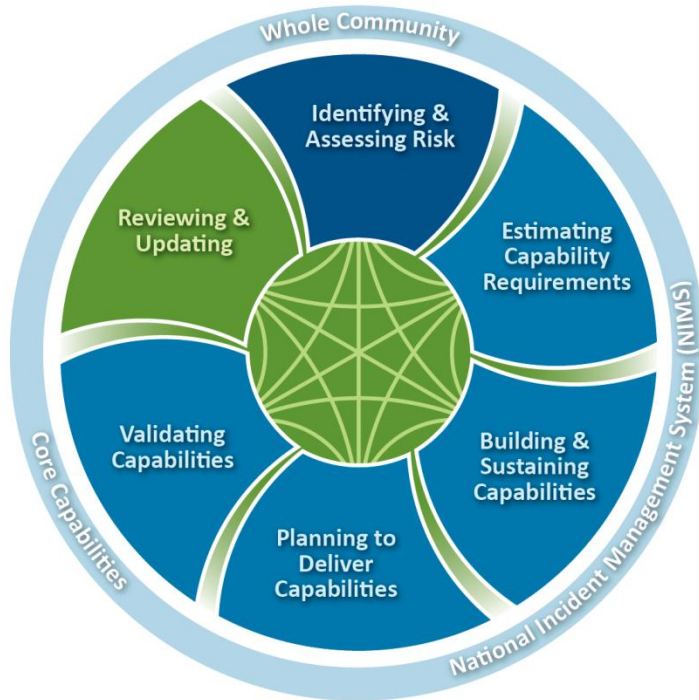 Whole Community
Identifying &
Assessing Risk
Estimating
Capability
Requirements
Building &
Sustaining
Capabilities
Planning to
Deliver
Capabilities
Validating
Capabilities
Reviewing &
Updating
National Incident Management System (NIMS)
Core Capabilities